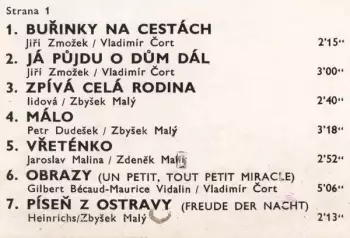 Strana 1
1. BUŘINKY NA CESTÁCH
Jiří Zmožek / Vladimír Čort 2'15"
2. JÁ PŮJDU O DŮM DÁL
Jiří Zmožek / Vladimír Čort 3'00"
3. ZPÍVÁ CELÁ RODINA
lidová / Zbyšek Malý 2'40"
4. MÁLO
Petr Dudešek / Zbyšek Malý 3'18"
5. VŘETÉNKO
Jaroslav Malina / Zdeněk 2'52"
6. OBRAZY (UN PETIT, TOUT PETIT MIRACLE)
Gilbert Bécaud-Maurice Vidalin / Vladimír Čort 5'06"
7. PÍSEŇ Z OSTRAVY (FREUDE DER NACHT)
Heinrichs/Zbyšek Malý 2'13"